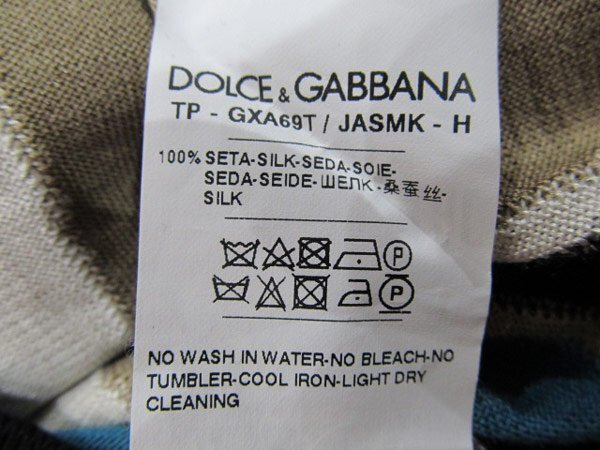 DOLCE & GABBANA
TP - GXA69T / JASMK - H
100% SETA-SILK-SEDA-SOIE-
SEDA-SEIDE-ШЕЛК-桑蚕丝-
SILK
P
P
NO WASH IN WATER-NO BLEACH-NO
TUMBLER-COOL IRON-LIGHT DRY
CLEANING